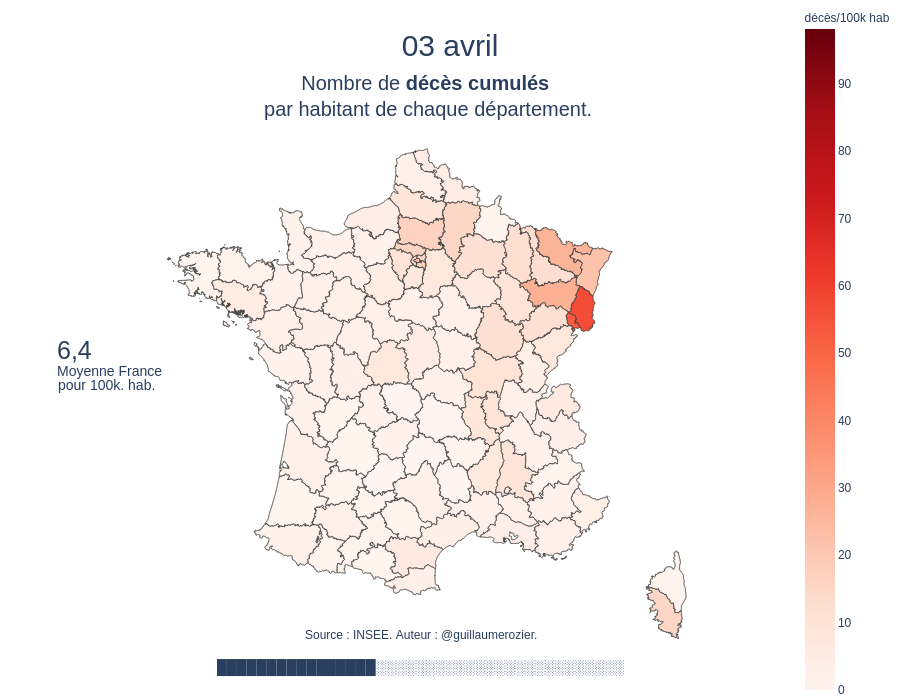 décès/100k hab
03 avril
Nombre de décès cumulés
par habitant de chaque département.
90
80
70
60
50
40
30
20
10
0
6,4
Moyenne France
pour 100k. hab.
Source : INSEE. Auteur : @guillaumerozier.